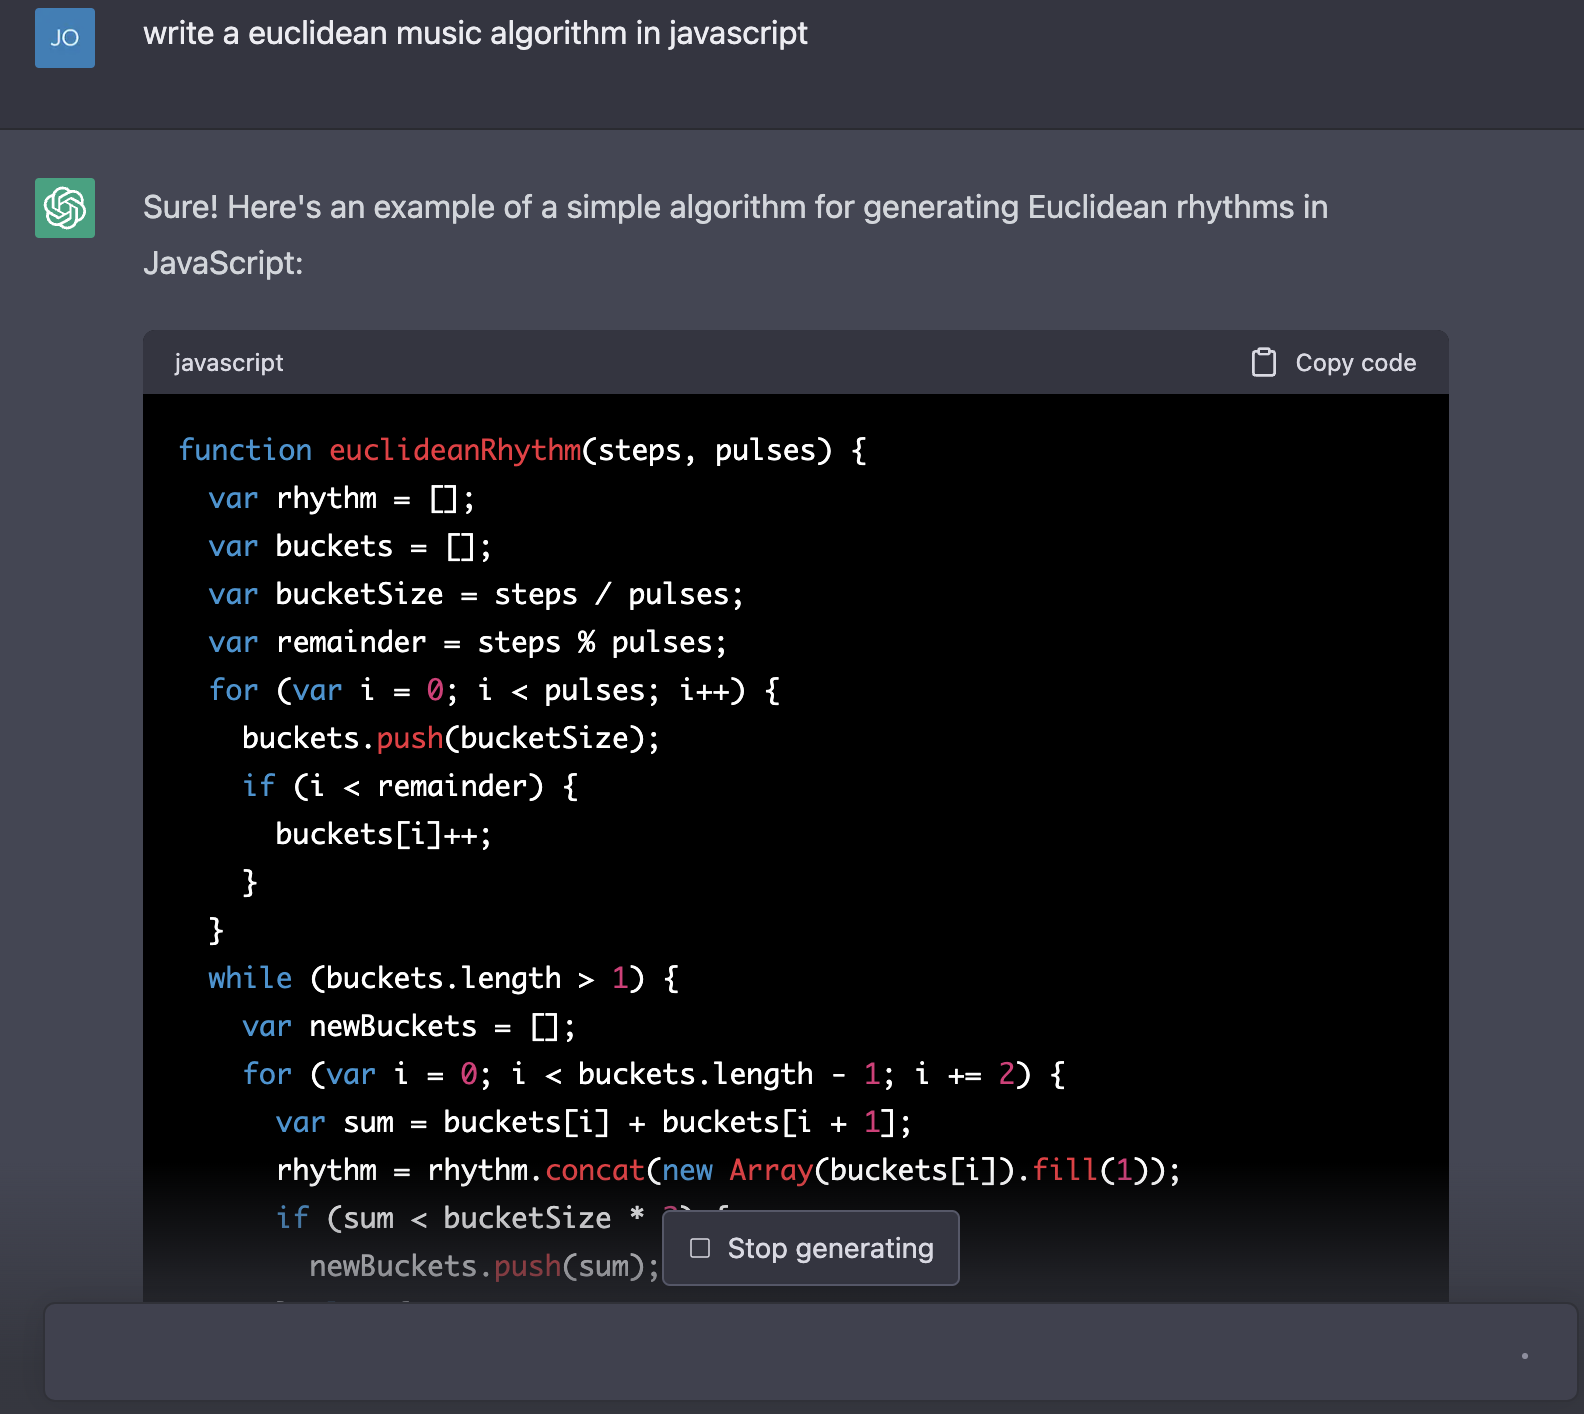 JO
write a euclidean music algorithm in javascript
Sure! Here's an example of a simple algorithm for generating Euclidean rhythms in
JavaScript:
javascript
Copy code
function euclideanRhythm(steps, pulses) {
  var rhythm = [];
  var buckets = [];
  var bucketSize = steps / pulses;
  var remainder = steps % pulses;
  for (var i = 0; i < pulses; i++) {
    buckets.push(bucketSize);
    if (i < remainder) {
      buckets[i]++;
    }
  }
  while (buckets.length > 1) {
    var newBuckets = [];
    for (var i = 0; i < buckets.length - 1; i += 2) {
      var sum = buckets[i] + buckets[i + 1];
      rhythm = rhythm.concat(new Array(buckets[i]).fill(1));
      if (sum < bucketSize *
        newBuckets.push(sum);
Stop generating